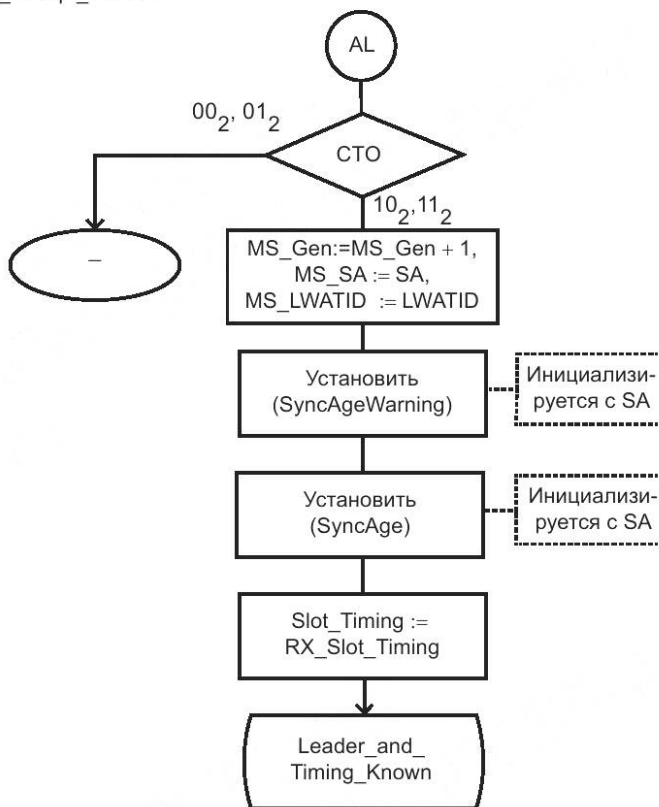 AL
00₂, 01₂
СТО
10₂,11₂
–
MS_Gen:=MS_Gen + 1,
MS_SA := SA,
MS_LWATID := LWATID
Установить
(SyncAgeWarning)
Инициализи-
руется с SA
Установить
(SyncAge)
Инициализи-
руется с SA
Slot_Timing :=
RX_Slot_Timing
Leader_and_
Timing_Known